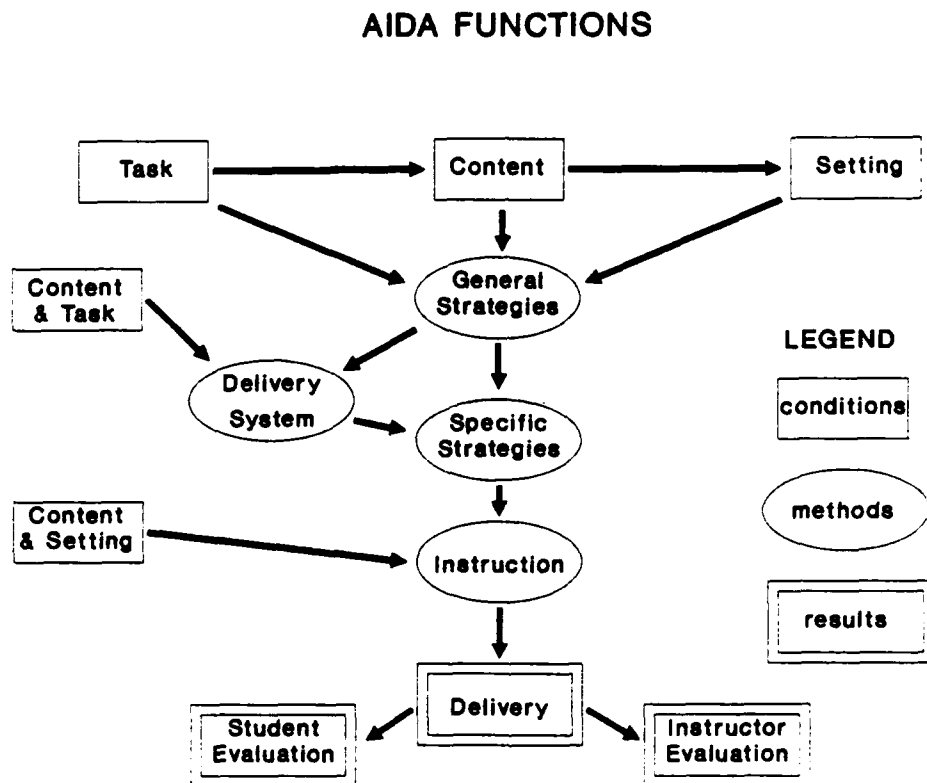 AIDA FUNCTIONS
Task
Content
Setting
General
Strategies
Content
& Task
LEGEND
conditions
Delivery
System
Specific
Strategies
methods
Content
& Setting
Instruction
results
Delivery
Student
Evaluation
Instructor
Evaluation